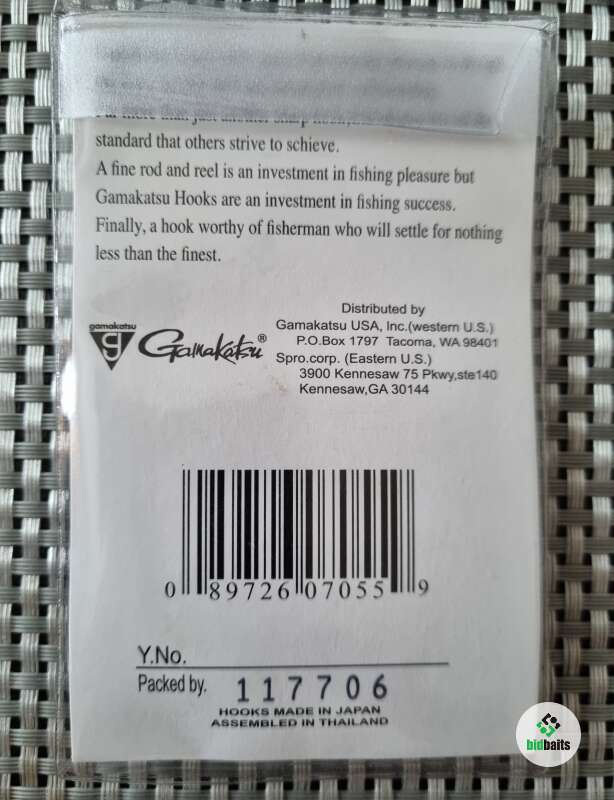 standard that others strive to achieve.
A fine rod and reel is an investment in fishing pleasure but
Gamakatsu Hooks are an investment in fishing success.
Finally, a hook worthy of fisherman who will settle for nothing
less than the finest.
Distributed by
Gamakatsu USA, Inc.(western U.S.)
P.O.Box 1797 Tacoma, WA 98401
Spro.corp. (Eastern U.S.)
3900 Kennesaw 75 Pkwy,ste140
Kennesaw,GA 30144
gamakatsu
G
Gamakatsu®
0 89726 07055 9
Y.No.
Packed by. 117706
HOOKS MADE IN JAPAN
ASSEMBLED IN THAILAND
bidbaits